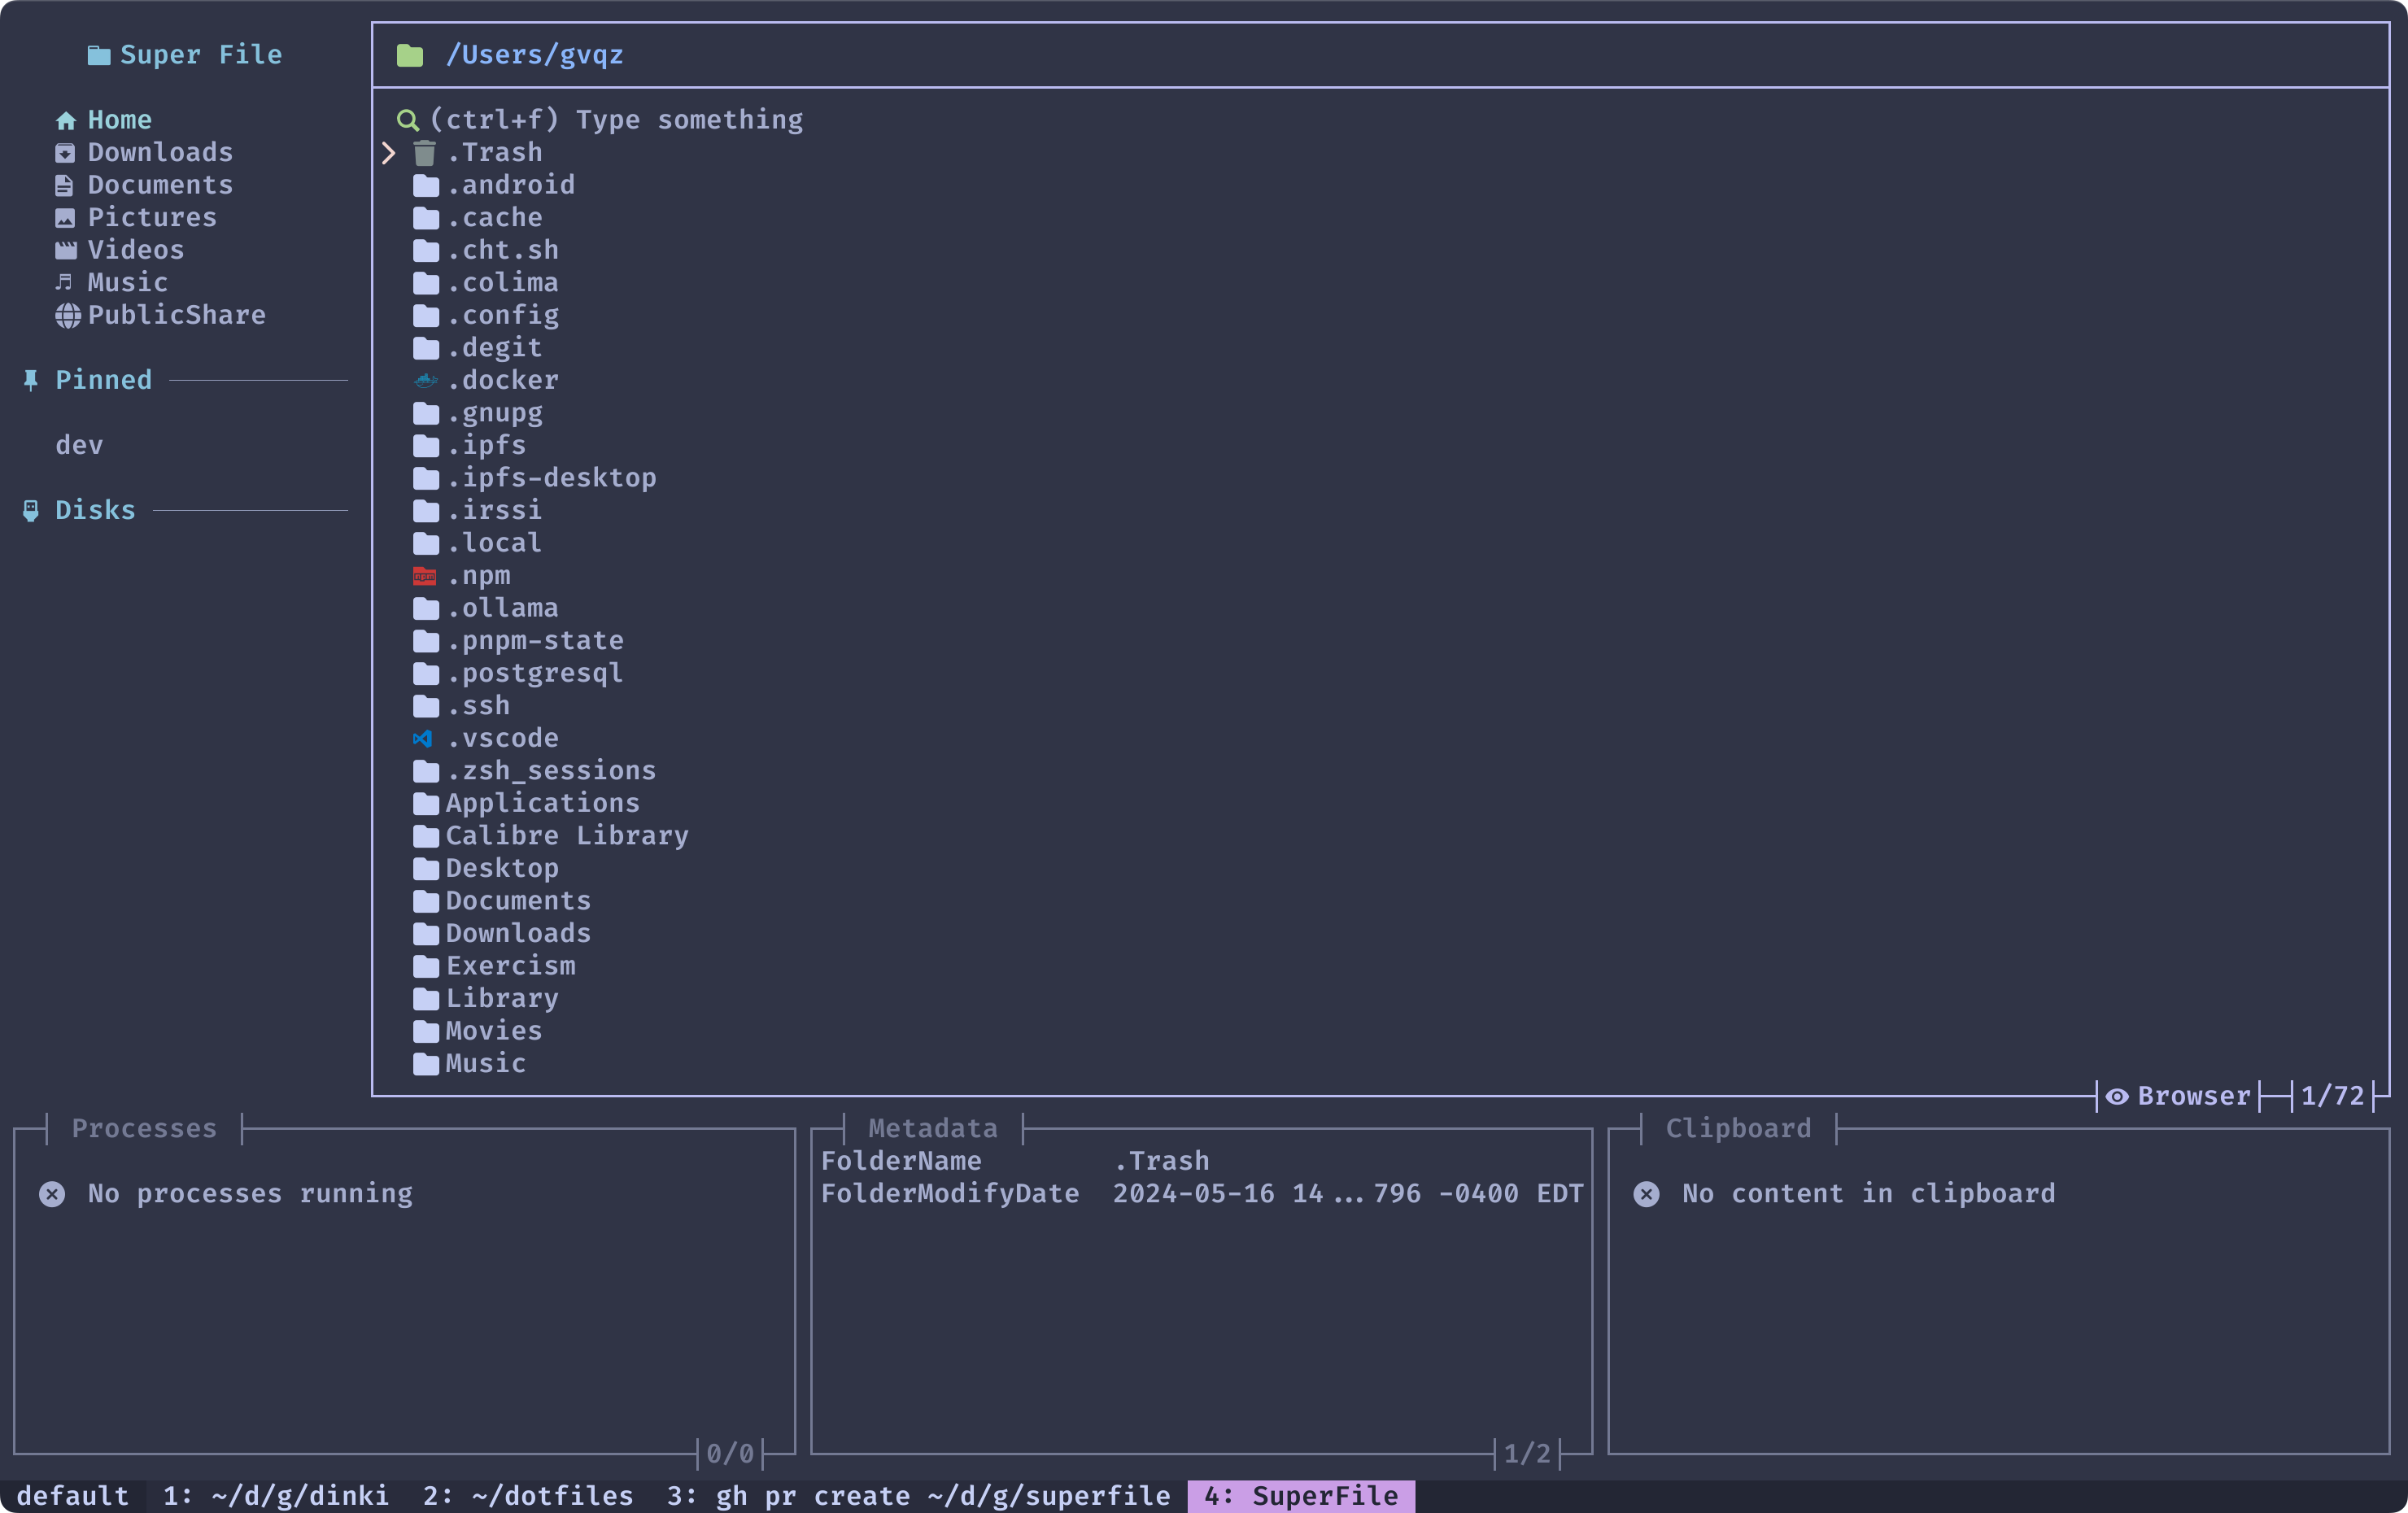 Super File
Home
Downloads
Documents
Pictures
Videos
Music
PublicShare
Pinned
dev
Disks
/Users/gvqz
(ctrl+f) Type something
.Trash
.android
.cache
.cht.sh
.colima
.config
.degit
.docker
.gnupg
.ipfs
.ipfs-desktop
.irssi
.local
.npm
.ollama
.pnpm-state
.postgresql
.ssh
.vscode
.zsh_sessions
Applications
Calibre Library
Desktop
Documents
Downloads
Exercism
Library
Movies
Music
Browser 1/72
Processes
No processes running
0/0
Metadata
FolderName .Trash
FolderModifyDate 2024-05-16 14...796 -0400 EDT
1/2
Clipboard
No content in clipboard
default 1: ~/d/g/dinki 2: ~/dotfiles 3: gh pr create ~/d/g/superfile 4: SuperFile